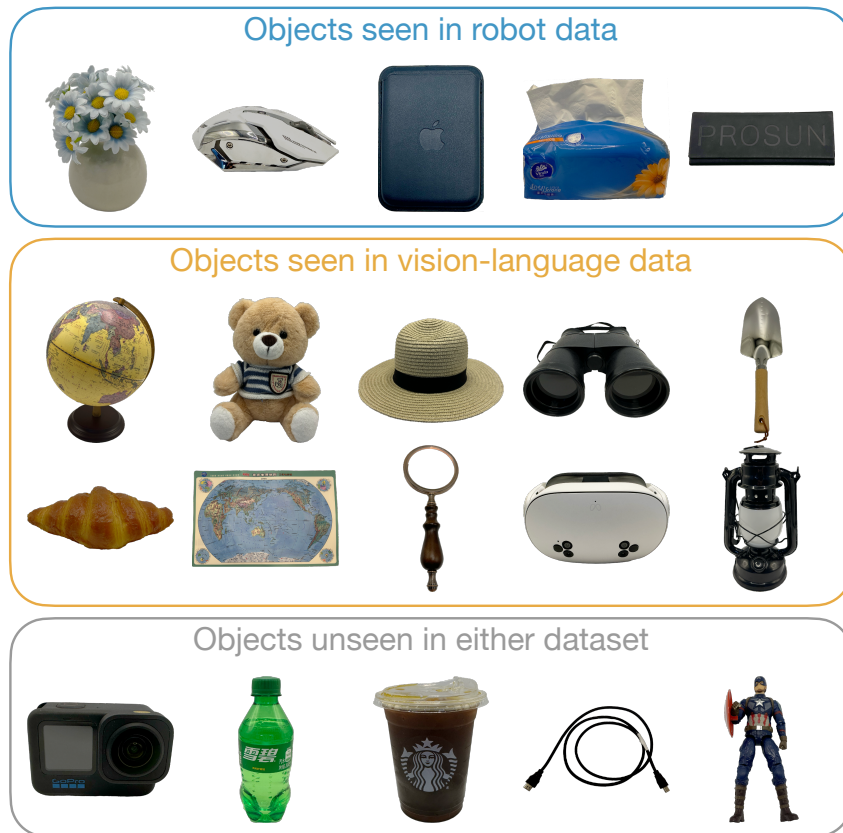 Objects seen in robot data
PROSUN
Objects seen in vision-language data
Objects unseen in either dataset
GoPro
雪碧